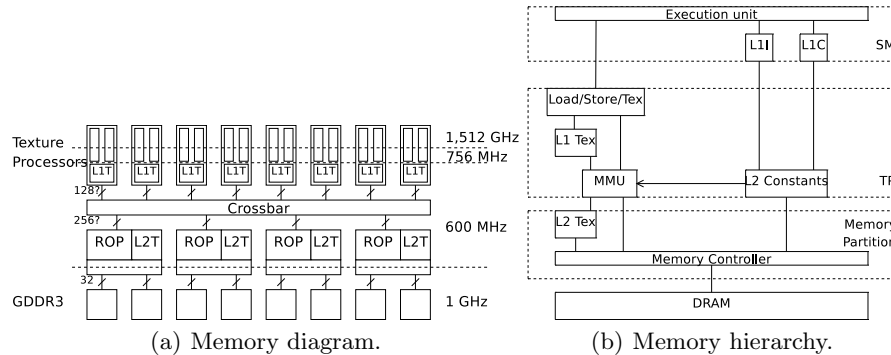 Texture
Processors
L1T L1T L1T L1T L1T L1T L1T L1T
1,512 GHz
756 MHz
128?
Crossbar
256?
600 MHz
ROP L2T ROP L2T ROP L2T ROP L2T
32
GDDR3
1 GHz
(a) Memory diagram.
Execution unit
L1I L1C
SM
Load/Store/Tex
L1 Tex
MMU
L2 Constants
L2 Tex
Memory
Partition
Memory Controller
DRAM
(b) Memory hierarchy.